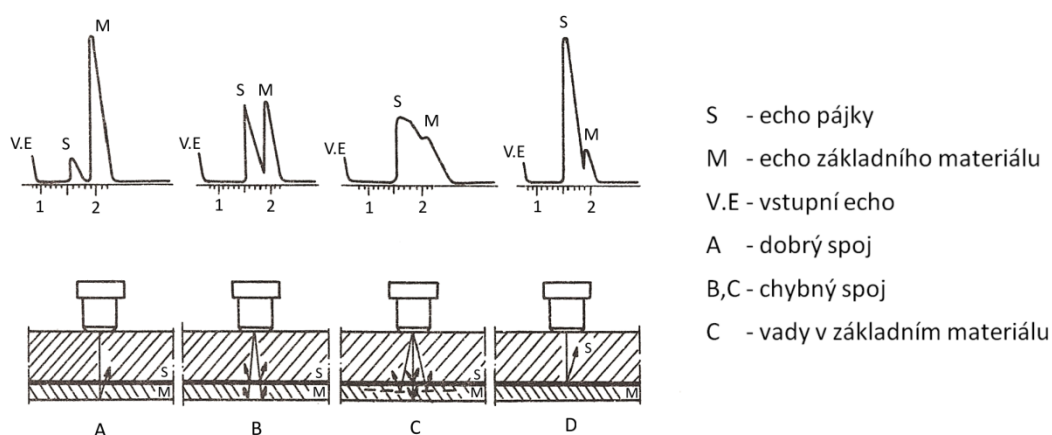 M
S
V.E
1
2
S
M
V.E
1
2
S
M
V.E
1
2
S
M
V.E
1
2
S - echo pájky
M - echo základního materiálu
V.E - vstupní echo
A - dobrý spoj
B,C - chybný spoj
C - vady v základním materiálu
S
M
S
M
S
M
S
S
M
A
B
C
D